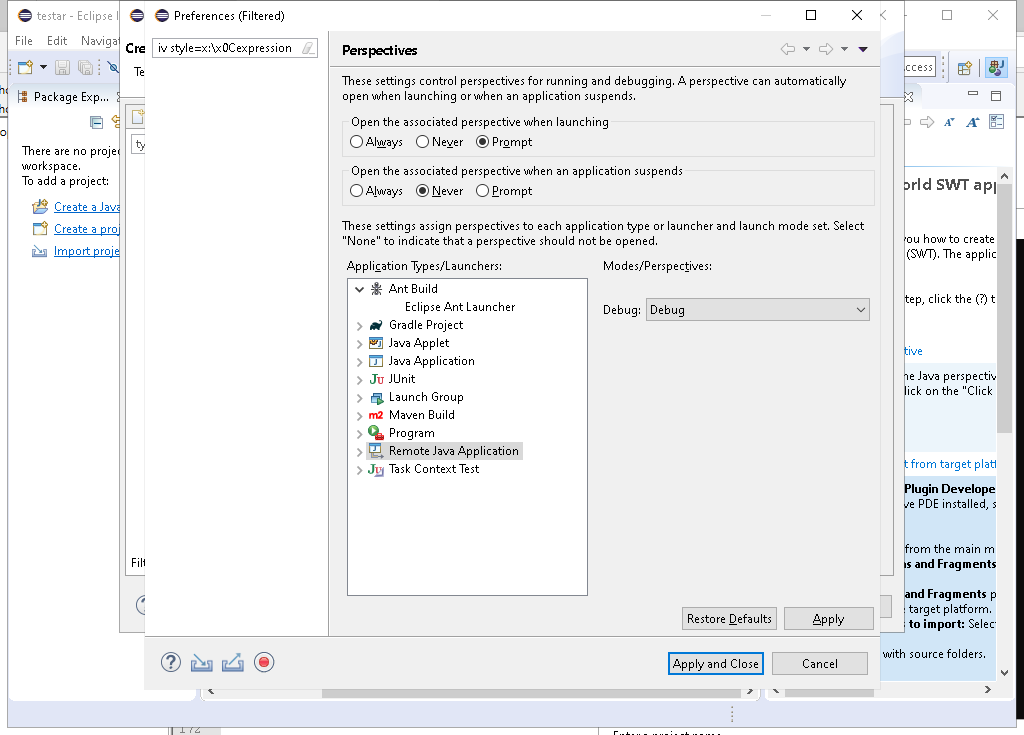 testar - Eclipse I
Preferences (Filtered)
File Edit Naviga
Cre
Te
iv style=x:\x0Cexpression
Perspectives
ccess
Package Exp...
These settings control perspectives for running and debugging. A perspective can automatically
open when launching or when an application suspends.
Open the associated perspective when launching
Always Never Prompt
There are no projec
workspace.
To add a project:
ty
Open the associated perspective when an application suspends
Always Never Prompt
orld SWT app
Create a Java
Create a proj
Import proje
These settings assign perspectives to each application type or launcher and launch mode set. Select
"None" to indicate that a perspective should not be opened.
you how to create
(SWT). The applic
Application Types/Launchers:
Modes/Perspectives:
Ant Build
Eclipse Ant Launcher
Gradle Project
Java Applet
Java Application
JUnit
Launch Group
Maven Build
Program
Remote Java Application
Task Context Test
Debug: Debug
tep, click the (?) t
tive
he Java perspectiv
lick on the "Click
t from target platf
Plugin Develope
ve PDE installed, s
from the main m
ns and Fragments
and Fragments p
target platform.
s to import: Selec
with source folders.
Filt
Restore Defaults Apply
Apply and Close Cancel
172
Enter a project name